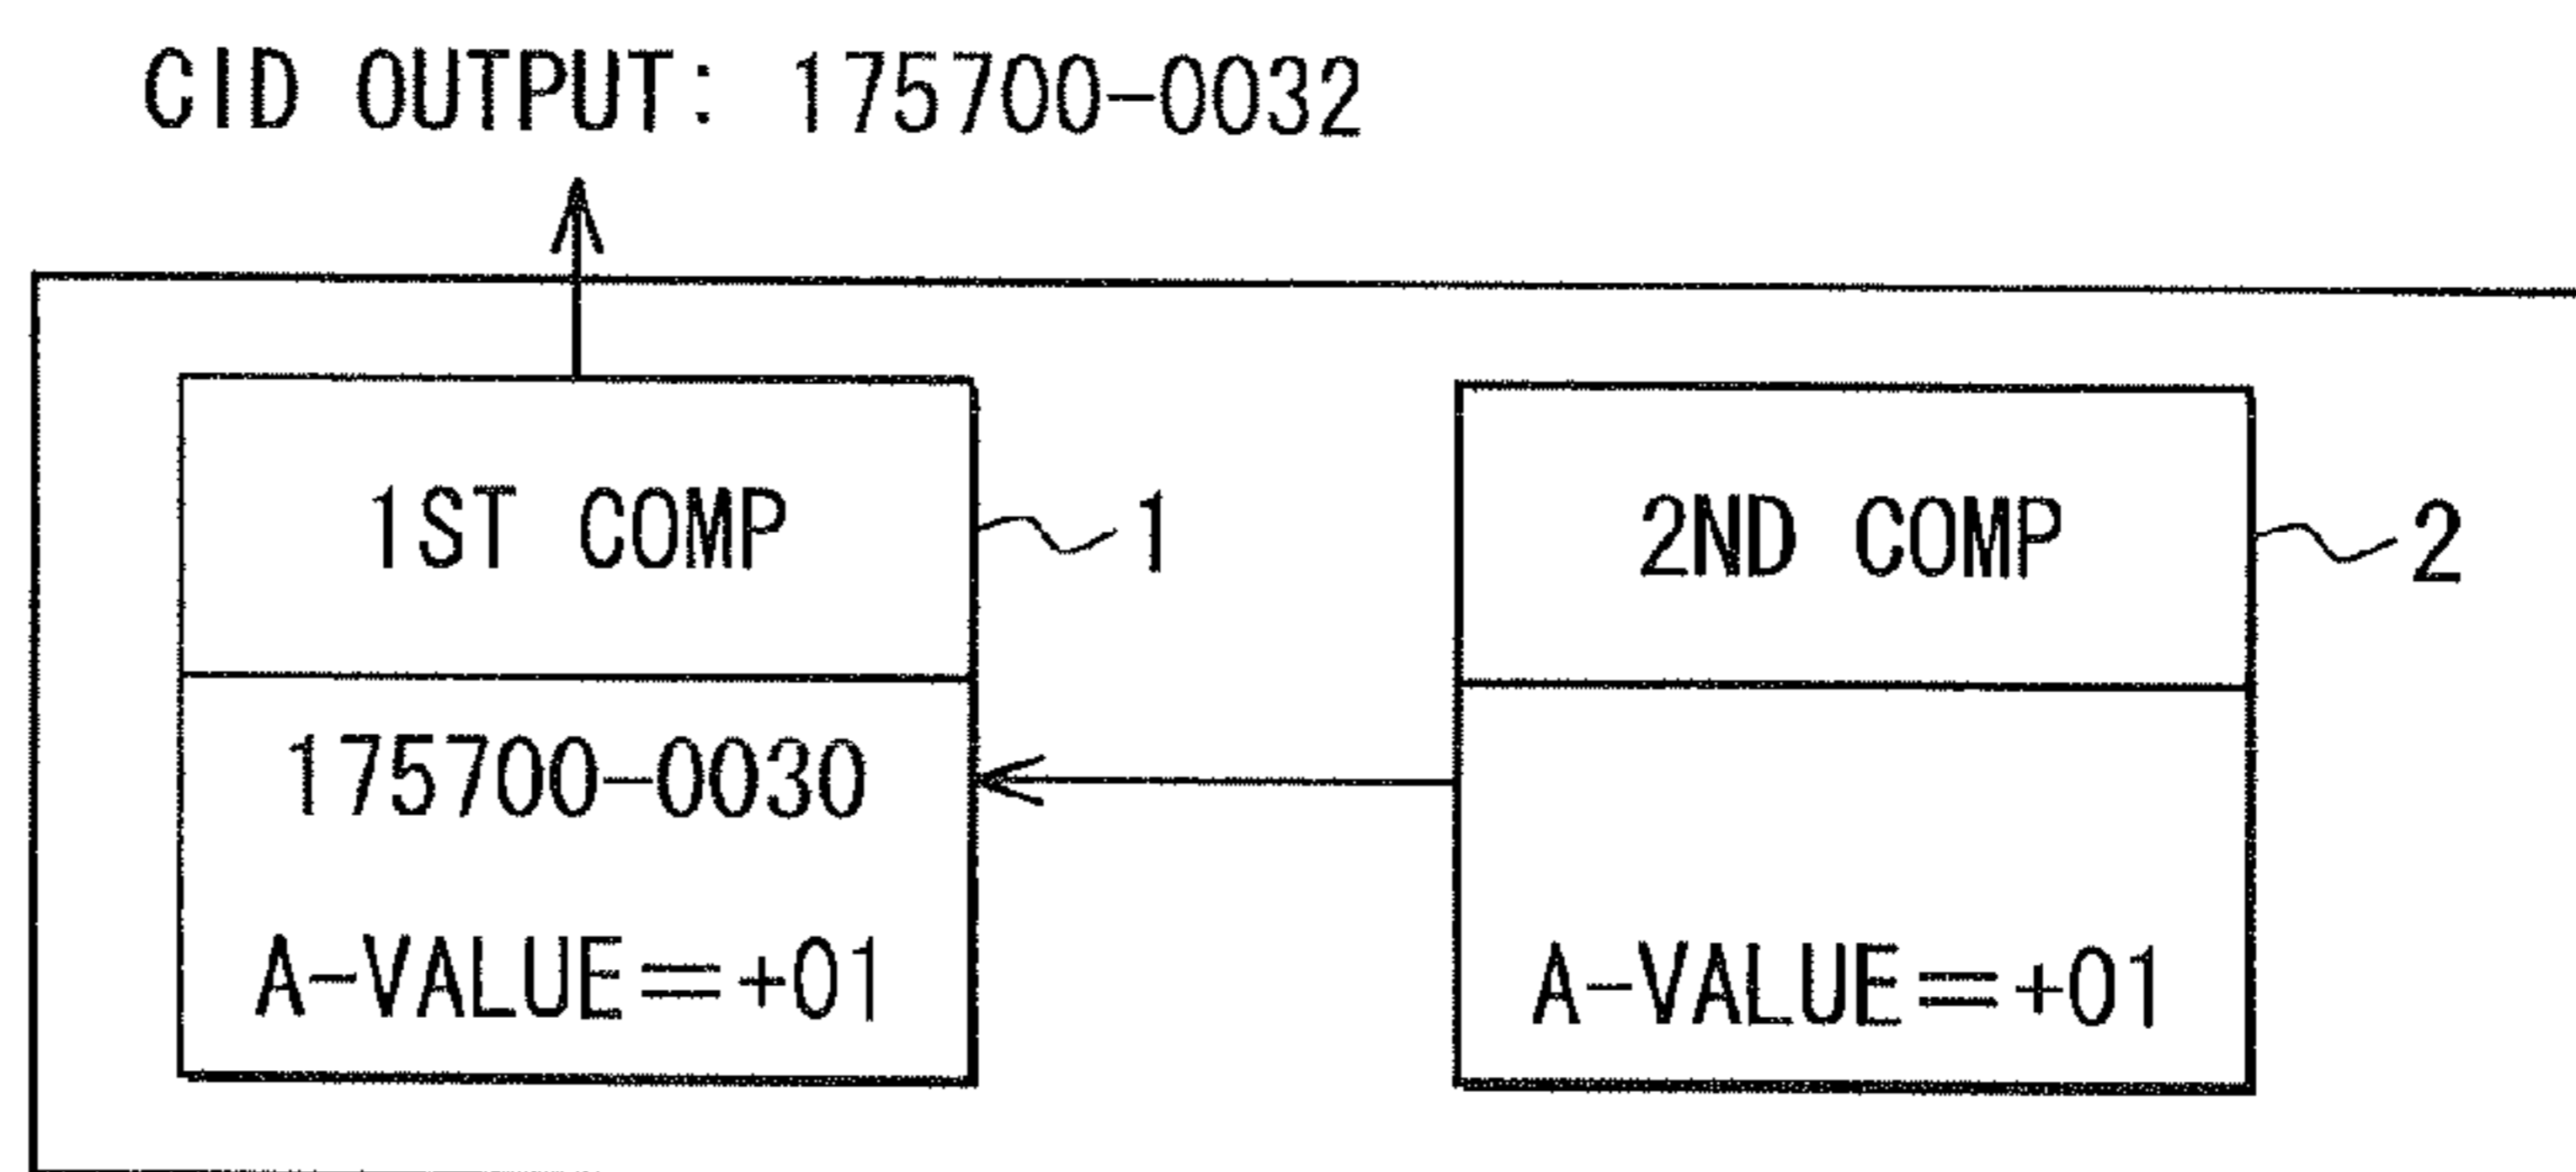 CID OUTPUT: 175700-0032
1ST COMP
1
175700-0030
A-VALUE=+01
2ND COMP
2
A-VALUE=+01